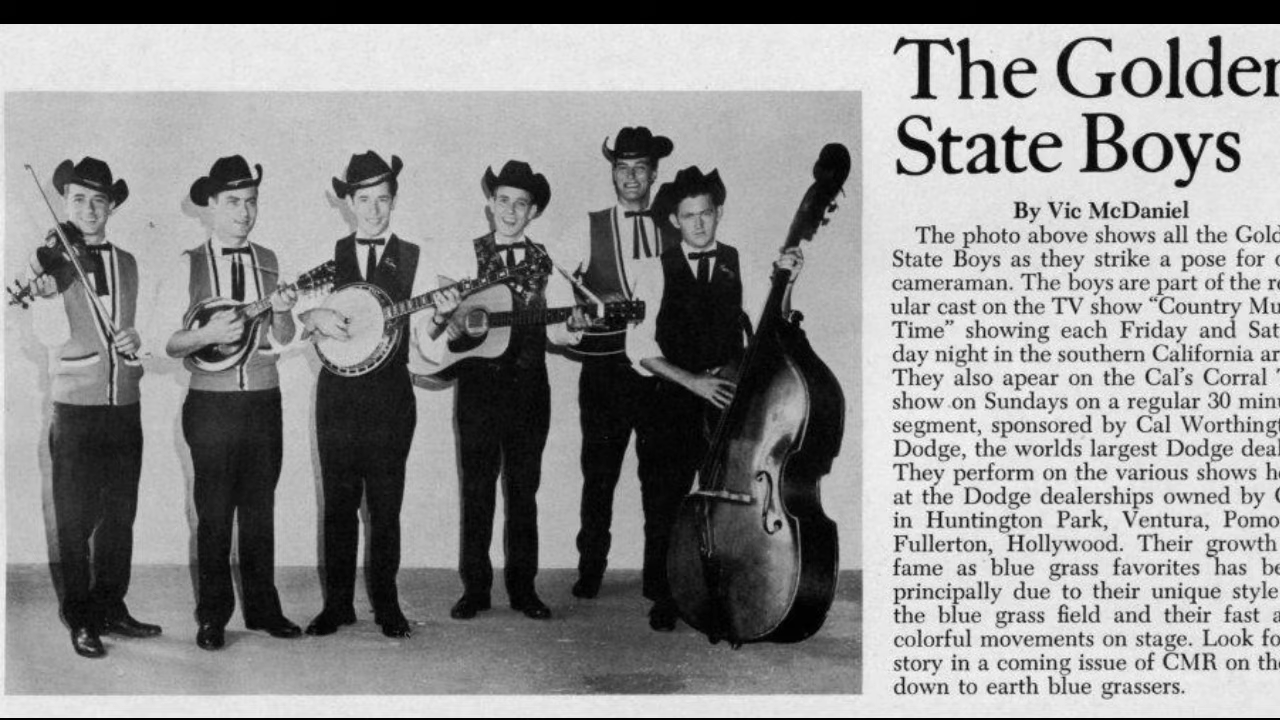 The Golden
State Boys
By Vic McDaniel
The photo above shows all the Gold
State Boys as they strike a pose for o
cameraman. The boys are part of the re
ular cast on the TV show “Country Mu
Time” showing each Friday and Sat
day night in the southern California ar
They also apear on the Cal's Corral T
show on Sundays on a regular 30 minu
segment, sponsored by Cal Worthingt
Dodge, the worlds largest Dodge deal
They perform on the various shows he
at the Dodge dealerships owned by C
in Huntington Park, Ventura, Pomo
Fullerton, Hollywood. Their growth
fame as blue grass favorites has be
principally due to their unique style
the blue grass field and their fast a
colorful movements on stage. Look fo
story in a coming issue of CMR on the
down to earth blue grassers.